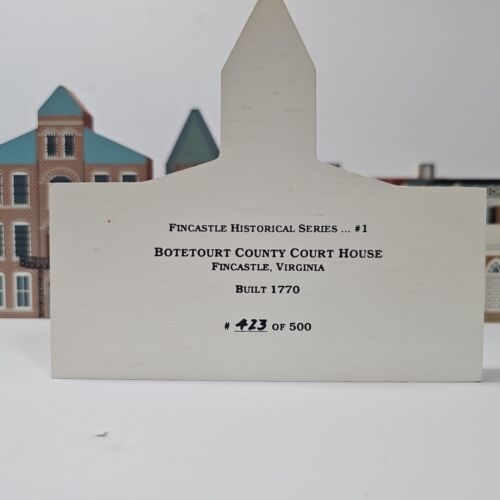 Fincastle Historical Series ... #1
Botetourt County Court House
Fincastle, Virginia
Built 1770
# 423 of 500